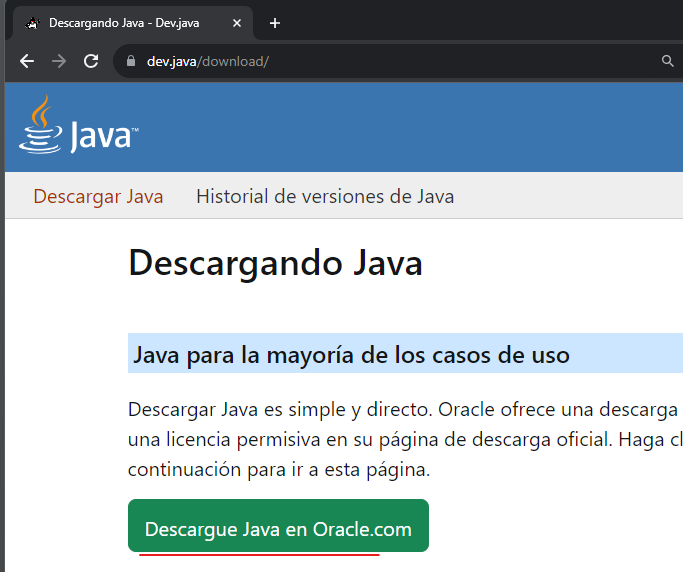 Descargando Java - Dev.java
dev.java/download/
Java™
Descargar Java Historial de versiones de Java
Descargando Java
Java para la mayoría de los casos de uso
Descargar Java es simple y directo. Oracle ofrece una descarga
una licencia permisiva en su página de descarga oficial. Haga cl
continuación para ir a esta página.
Descargue Java en Oracle.com